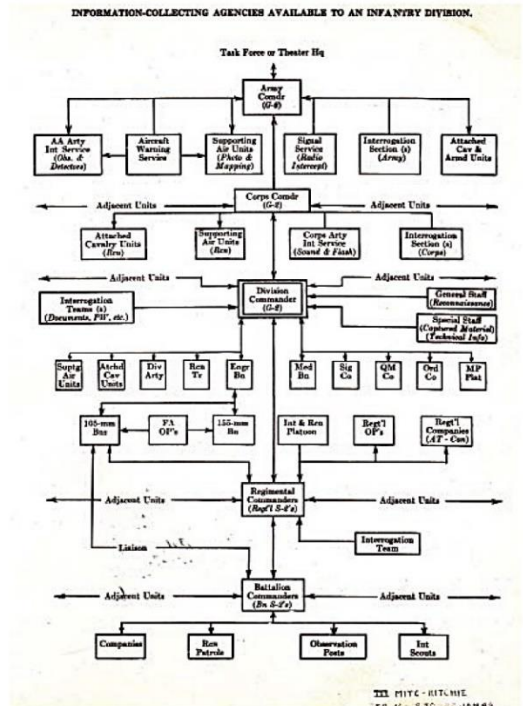 INFORMATION-COLLECTING AGENCIES AVAILABLE TO AN INFANTRY DIVISION.
Task Force or Theater Hq
Army
Comdr
(G-2)
AA Arty
Int Service
(Obs. &
Detectors)
Aircraft
Warning
Service
Supporting
Air Units
(Photo &
Mapping)
Signal
Service
(Radio
Intercept)
Interrogation
Section (s)
(Army)
Attached
Cav &
Armd Units
Corps Comdr
(G-2)
Adjacent Units
Adjacent Units
Attached
Cavalry Units
(Rcn)
Supporting
Air Units
(Rcn)
Corps Arty
Int Service
(Sound & Flash)
Interrogation
Section (s)
(Corps)
Adjacent Units
Adjacent Units
Division
Commander
(G-2)
Interrogation
Teams (s)
(Documents, PW, etc.)
General Staff
(Reconnaissance)
Special Staff
(Captured Material)
(Technical Info)
Suptg
Air
Units
Atchd
Cav
Units
Div
Arty
Rcn
Tr
Engr
Bn
Med
Bn
Sig
Co
QM
Co
Ord
Co
MP
Plat
105-mm
Bns
FA
OP's
155-mm
Bn
Int & Rcn
Platoon
Regt'l
OP's
Regt'l
Companies
(AT - Can)
Adjacent Units
Regimental
Commanders
(Regt'l S-2's)
Adjacent Units
Liaison
Interrogation
Team
Adjacent Units
Battalion
Commanders
(Bn S-2's)
Adjacent Units
Companies
Rcn
Patrols
Observation
Posts
Int
Scouts
III MITC-RITCHIE